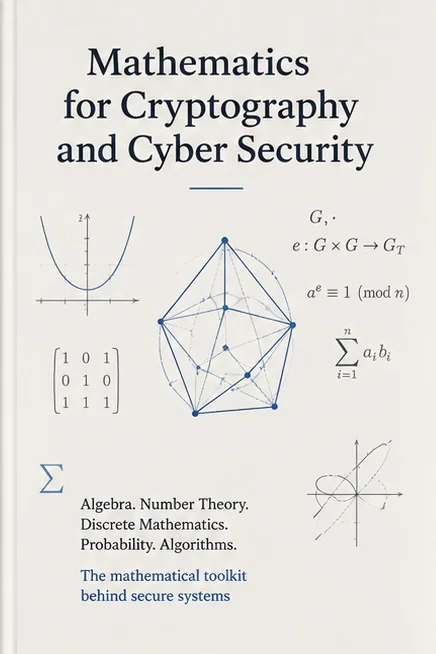 Mathematics
for Cryptography
and Cyber Security
2
G, ·
e : G × G → G_T
a^e ≡ 1 (mod n)
n
∑ a_i b_i
i=1
1 0 1
0 1 0
1 1 1
Σ
Algebra. Number Theory.
Discrete Mathematics.
Probability. Algorithms.
The mathematical toolkit
behind secure systems